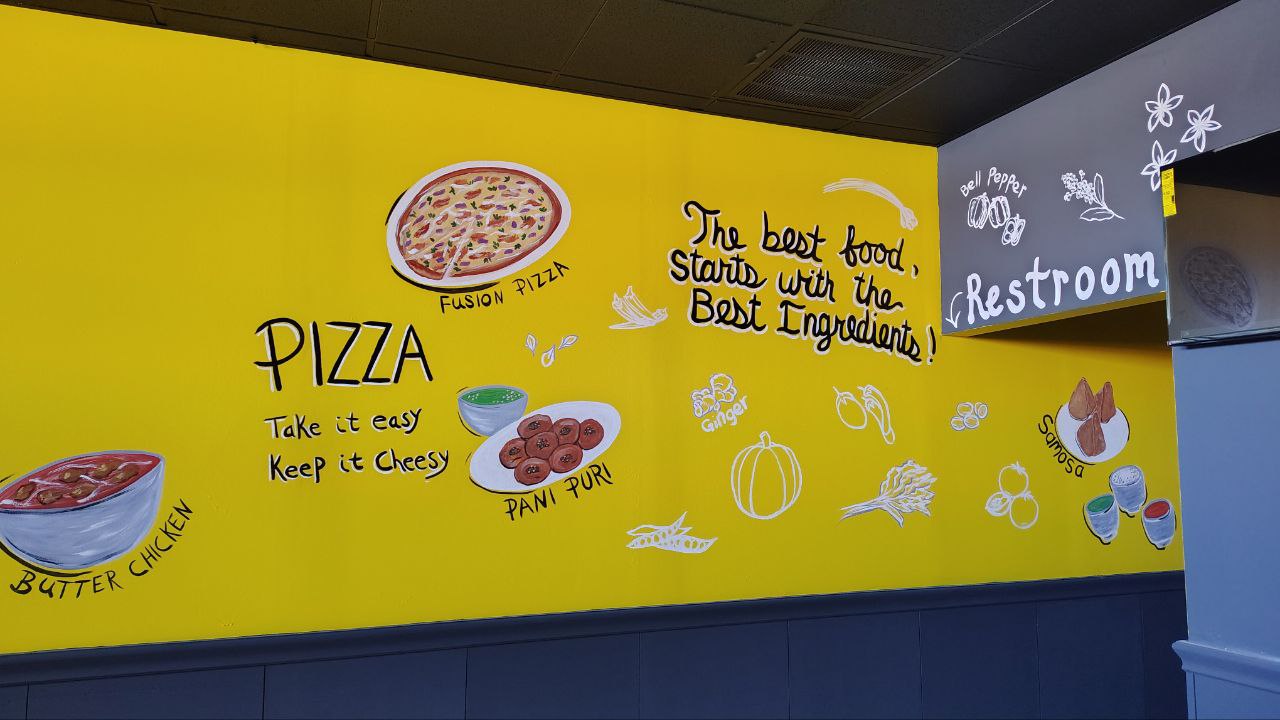 FUSION PIZZA
PIZZA
Take it easy
Keep it Cheesy
BUTTER CHICKEN
PANI PURI
The best food,
Starts with the
Best Ingredients!
Ginger
Samosa
Bell Pepper
Restroom